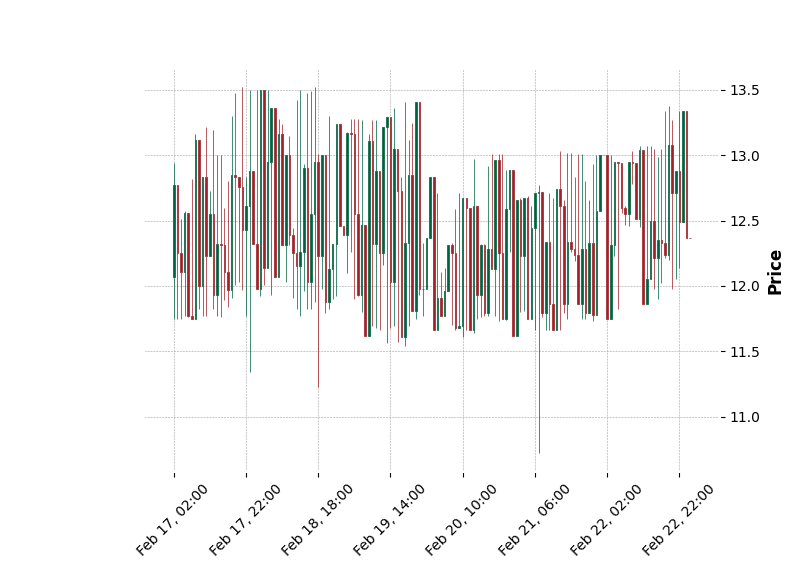 13.5
13.0
12.5
12.0
11.5
11.0
Price
Feb 17, 02:00
Feb 17, 22:00
Feb 18, 18:00
Feb 19, 14:00
Feb 20, 10:00
Feb 21, 06:00
Feb 22, 02:00
Feb 22, 22:00